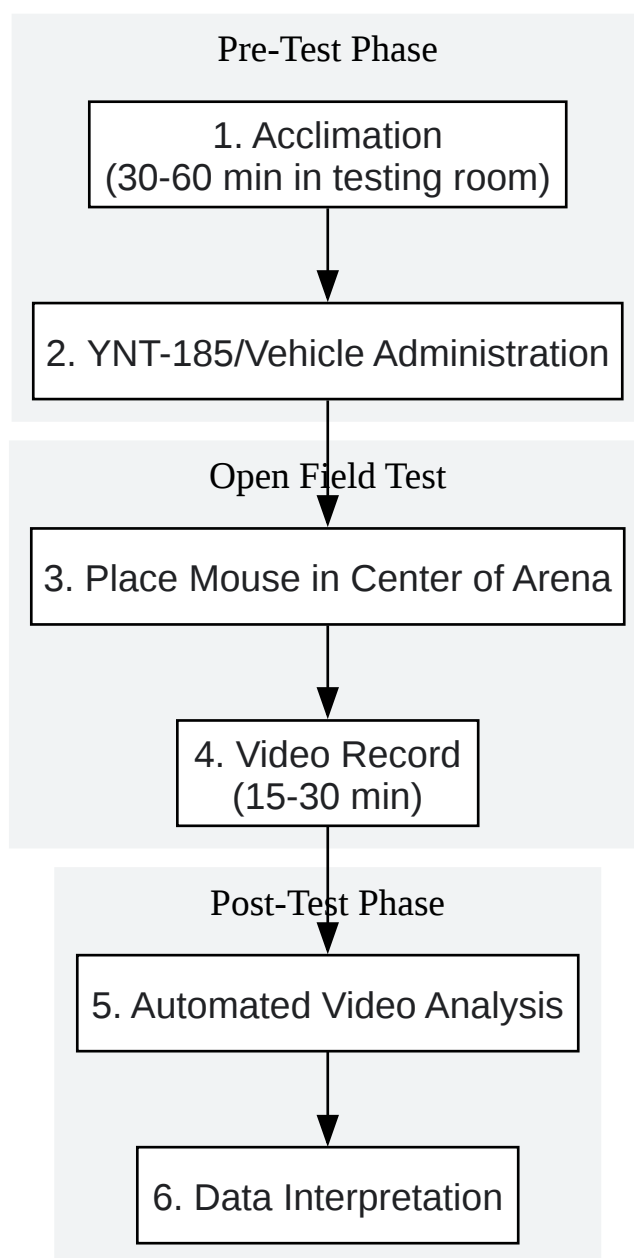 Pre-Test Phase
1. Acclimation
(30-60 min in testing room)
2. YNT-185/Vehicle Administration
Open Field Test
3. Place Mouse in Center of Arena
4. Video Record
(15-30 min)
Post-Test Phase
5. Automated Video Analysis
6. Data Interpretation